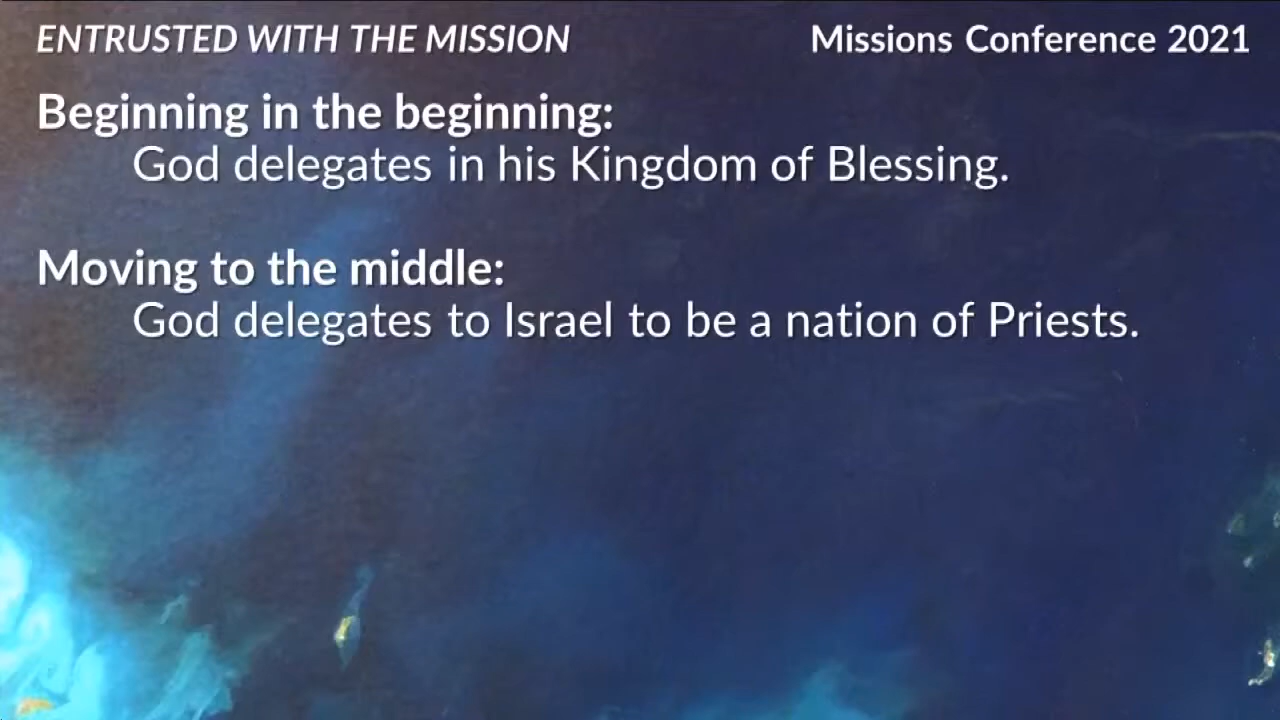 ENTRUSTED WITH THE MISSION
Missions Conference 2021
Beginning in the beginning:
God delegates in his Kingdom of Blessing.
Moving to the middle:
God delegates to Israel to be a nation of Priests.